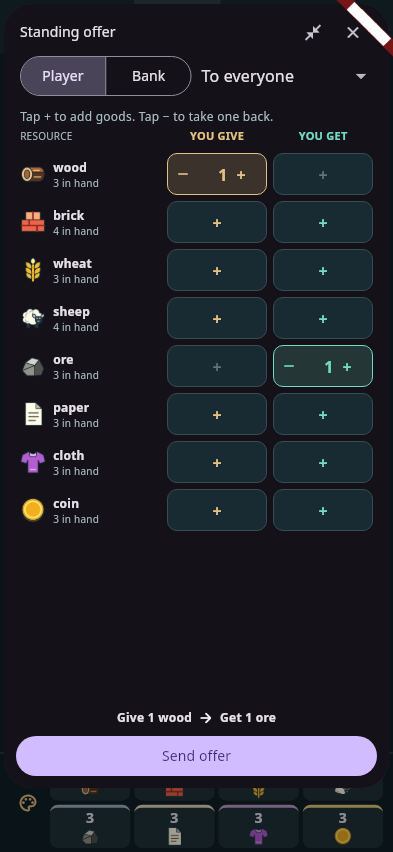 Standing offer
Player Bank To everyone
Tap + to add goods. Tap − to take one back.
RESOURCE YOU GIVE YOU GET
wood
3 in hand
− 1 +
+
brick
4 in hand
+
+
wheat
3 in hand
+
+
sheep
4 in hand
+
+
ore
3 in hand
+
− 1 +
paper
3 in hand
+
+
cloth
3 in hand
+
+
coin
3 in hand
+
+
Give 1 wood → Get 1 ore
Send offer
3 3 3 3